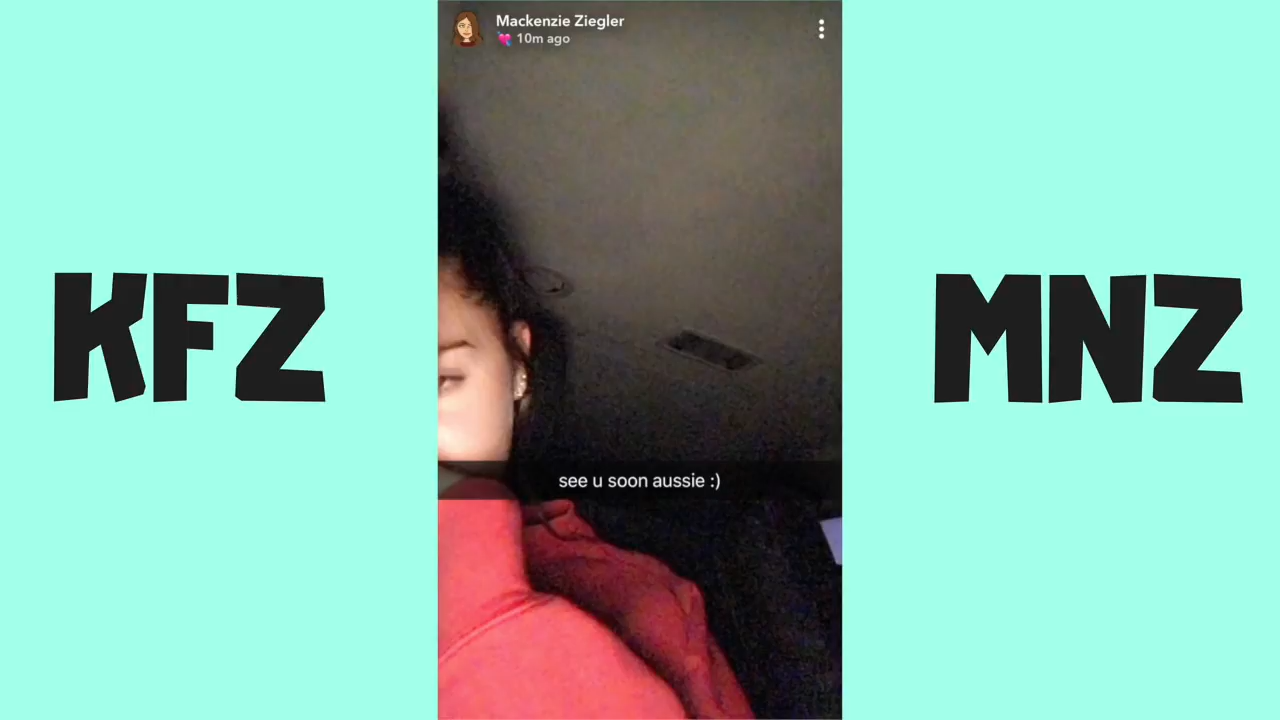 Mackenzie Ziegler
💘 10m ago
KFZ
MNZ
see u soon aussie :)